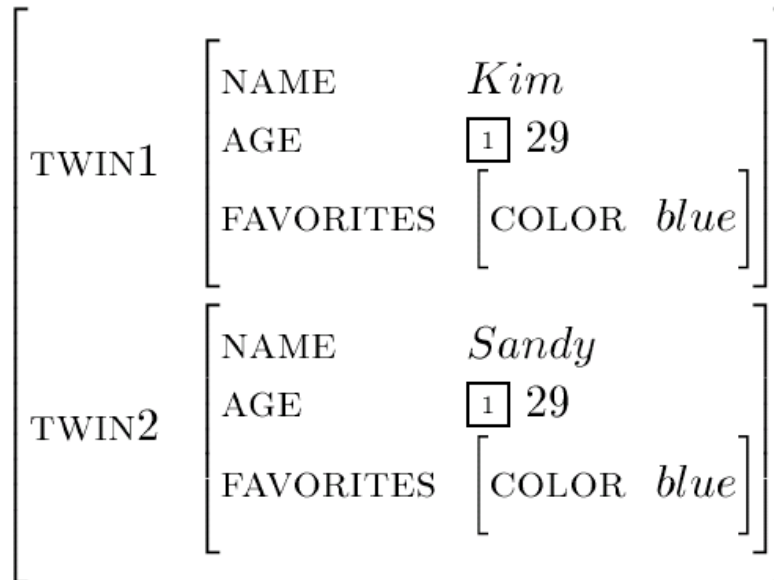 NAME Kim
AGE 1 29
TWIN1
FAVORITES COLOR blue
NAME Sandy
AGE 1 29
TWIN2
FAVORITES COLOR blue